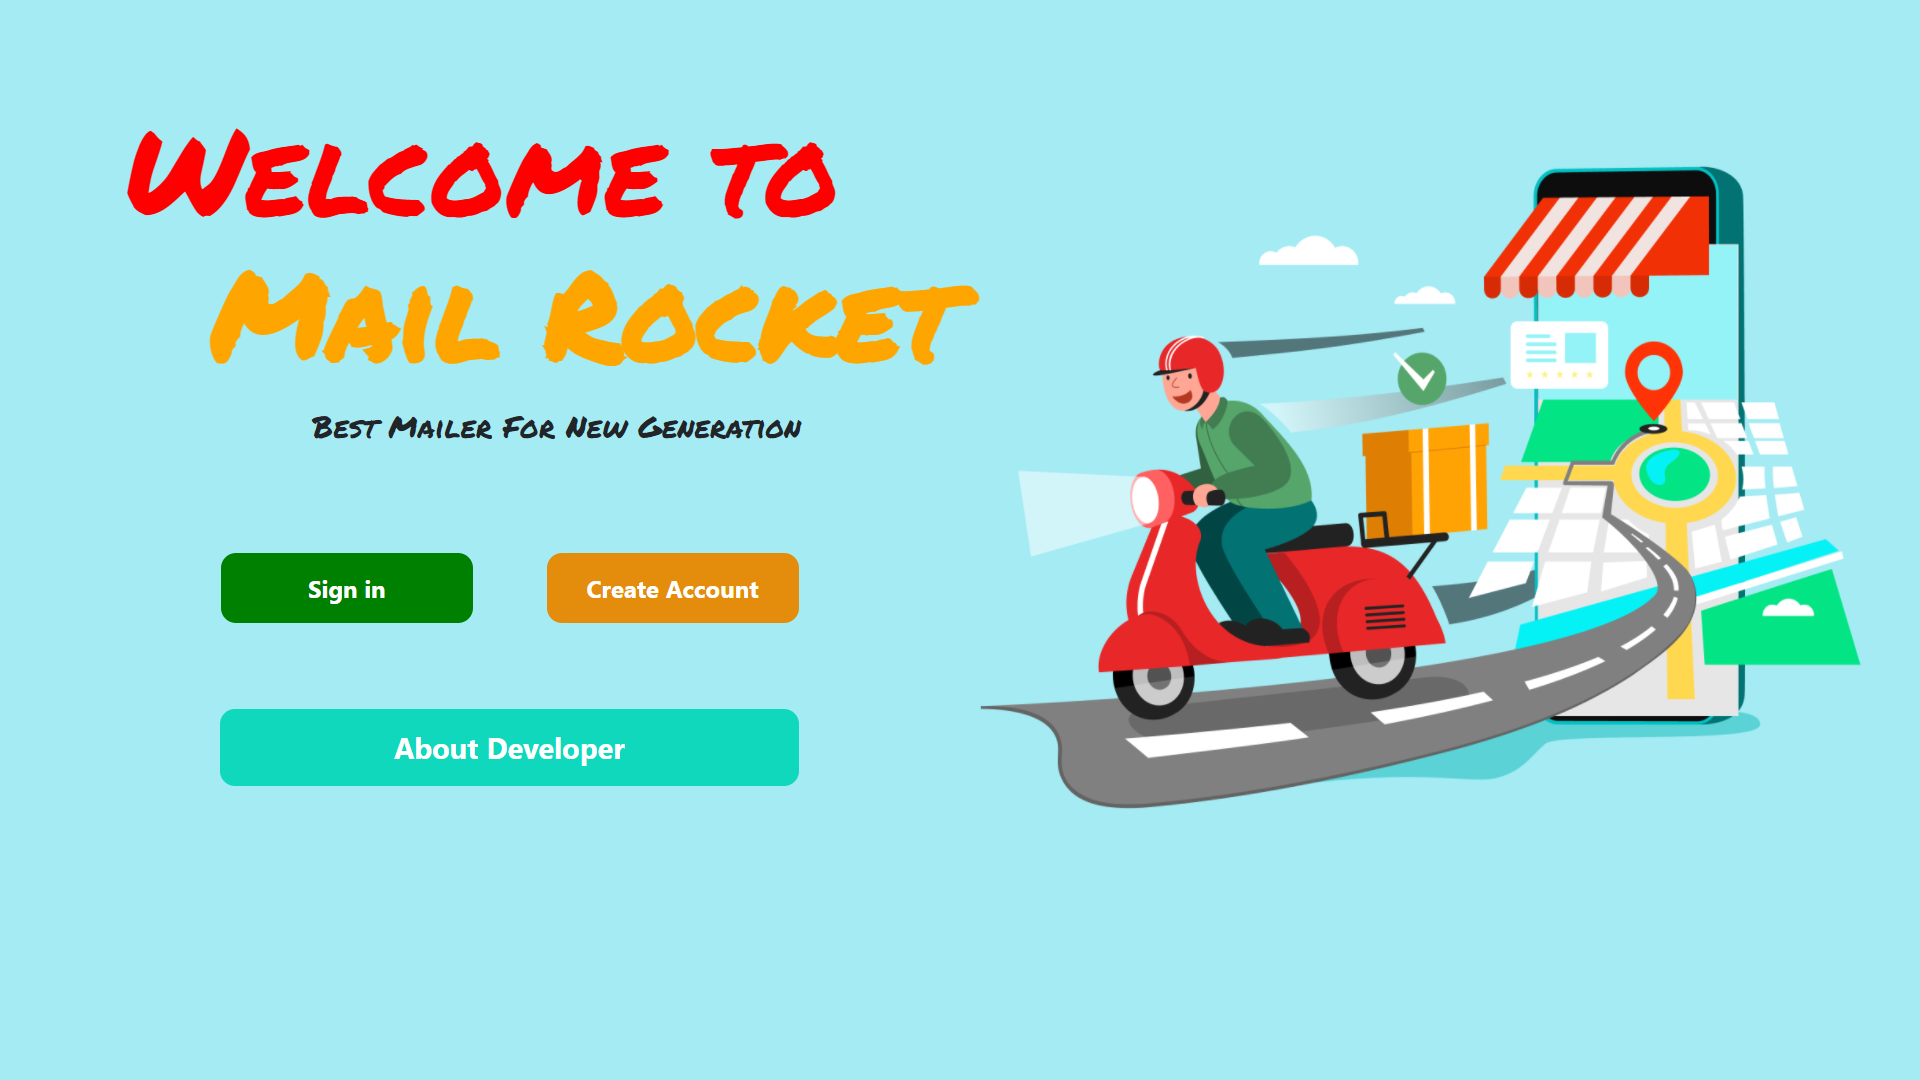 Welcome to
Mail Rocket
Best Mailer For New Generation
Sign in
Create Account
About Developer